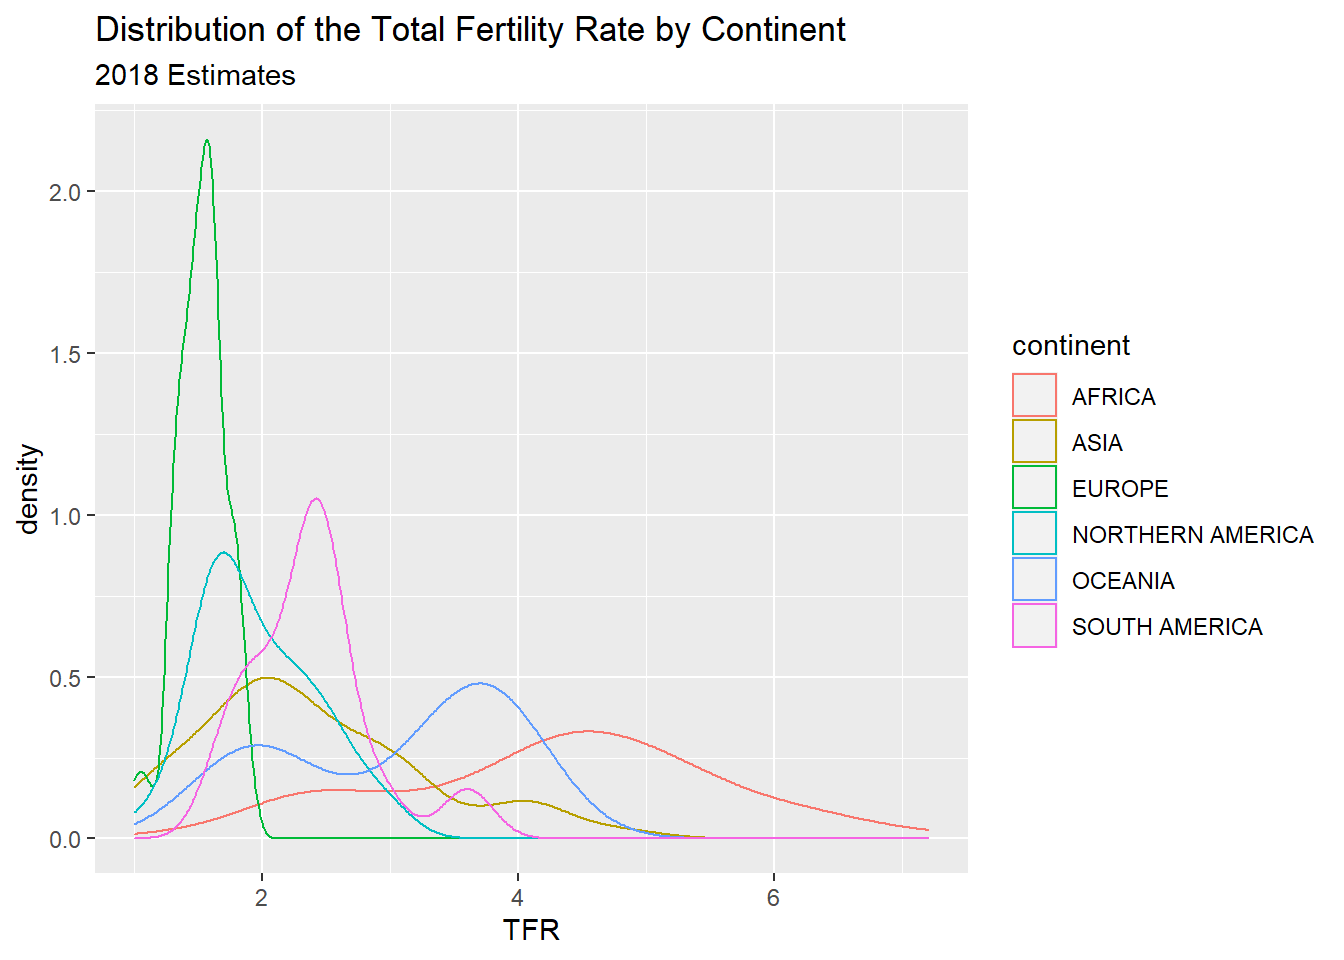 Distribution of the Total Fertility Rate by Continent
2018 Estimates
2.0
1.5
1.0
0.5
0.0
density
2
4
6
TFR
continent
AFRICA
ASIA
EUROPE
NORTHERN AMERICA
OCEANIA
SOUTH AMERICA